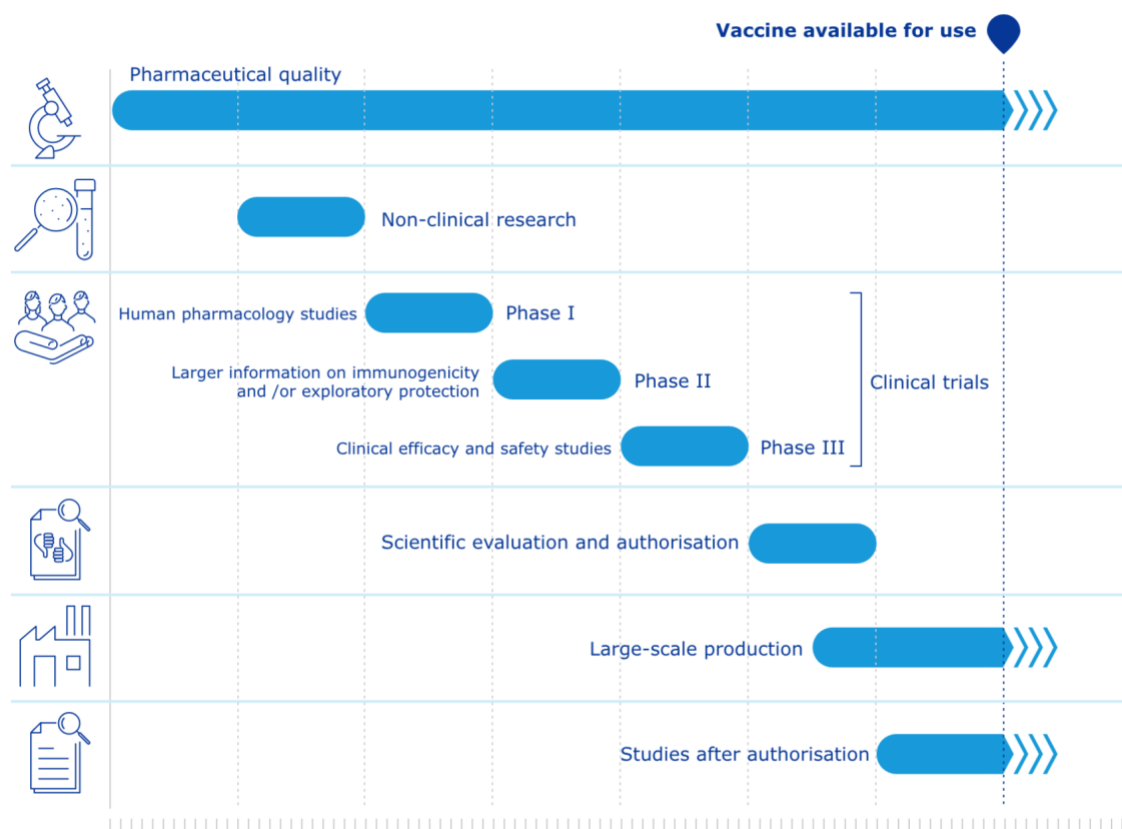 Vaccine available for use
Pharmaceutical quality
Non-clinical research
Human pharmacology studies
Phase I
Larger information on immunogenicity
and /or exploratory protection
Phase II
Clinical trials
Clinical efficacy and safety studies
Phase III
Scientific evaluation and authorisation
Large-scale production
Studies after authorisation